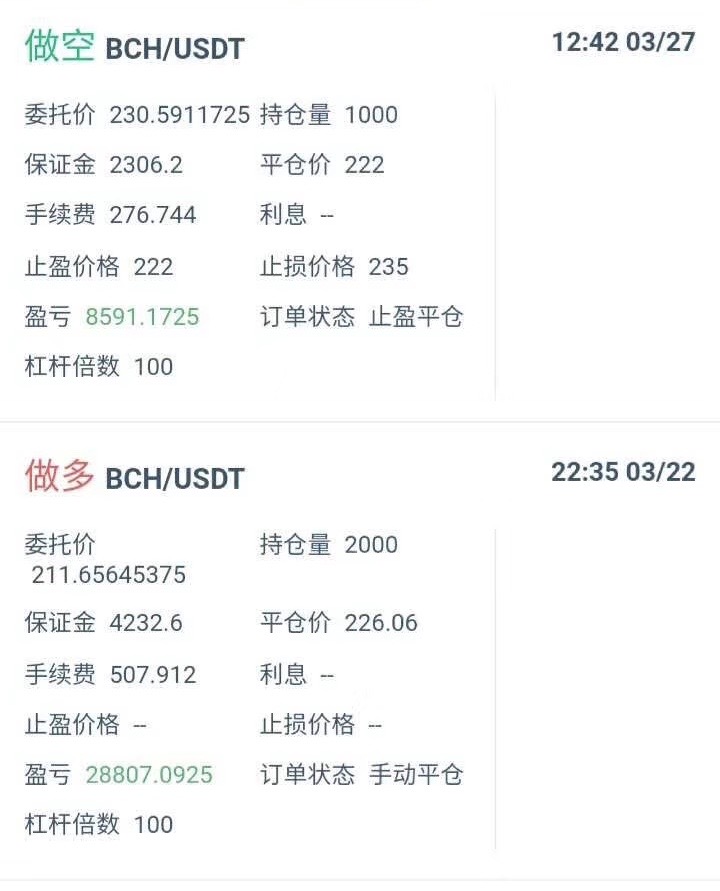 做空 BCH/USDT 12:42 03/27
委托价 230.5911725 持仓量 1000
保证金 2306.2 平仓价 222
手续费 276.744 利息 --
止盈价格 222 止损价格 235
盈亏 8591.1725 订单状态 止盈平仓
杠杆倍数 100
做多 BCH/USDT 22:35 03/22
委托价 持仓量 2000
211.65645375
保证金 4232.6 平仓价 226.06
手续费 507.912 利息 --
止盈价格 -- 止损价格 --
盈亏 28807.0925 订单状态 手动平仓
杠杆倍数 100